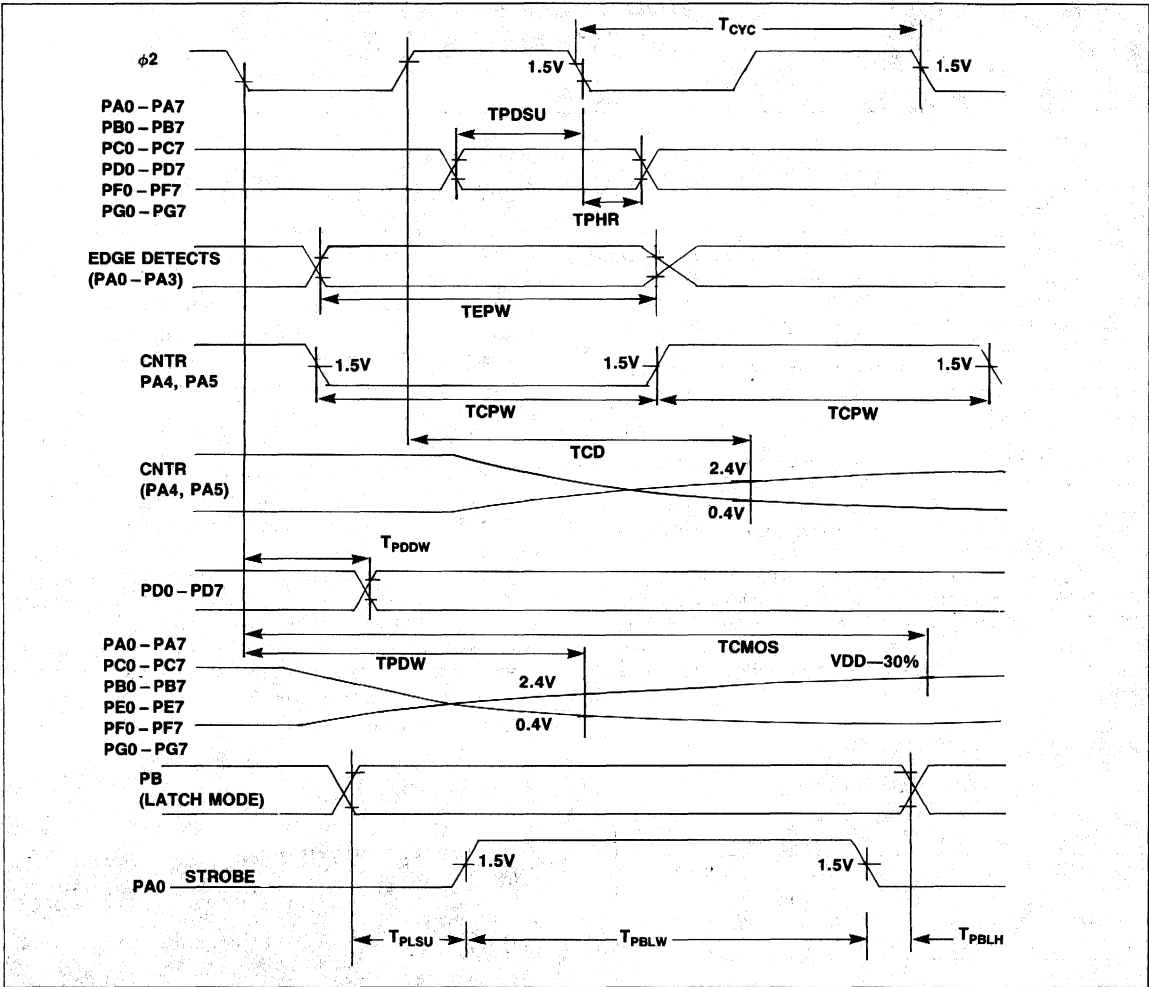 T_CYC
ϕ2
1.5V
1.5V
PA0 – PA7
PB0 – PB7
PC0 – PC7
PD0 – PD7
PF0 – PF7
PG0 – PG7
TPDSU
TPHR
EDGE DETECTS
(PA0 – PA3)
TEPW
CNTR
PA4, PA5
1.5V
1.5V
1.5V
TCPW
TCPW
TCD
CNTR
(PA4, PA5)
2.4V
0.4V
T_PDDW
PD0 – PD7
TCMOS
TPDW
VDD—30%
PA0 – PA7
PC0 – PC7
PB0 – PB7
PE0 – PE7
PF0 – PF7
PG0 – PG7
2.4V
0.4V
PB
(LATCH MODE)
PA0 STROBE
1.5V
1.5V
T_PLSU
T_PBLW
T_PBLH